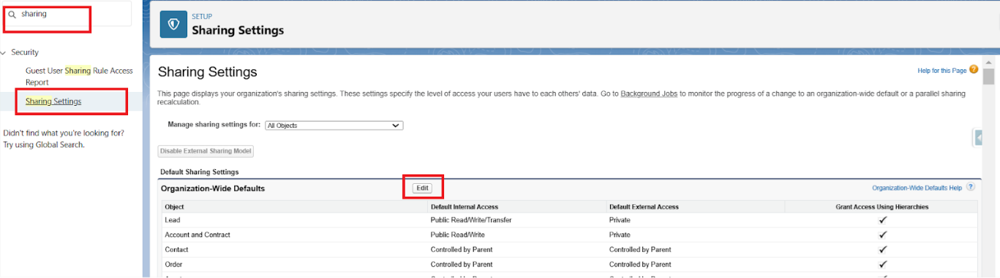 sharing
Security
Guest User Sharing Rule Access
Report
Sharing Settings
Didn't find what you're looking for?
Try using Global Search.
SETUP
Sharing Settings
Sharing Settings
Help for this Page ?
This page displays your organization's sharing settings. These settings specify the level of access your users have to each others' data. Go to Background Jobs to monitor the progress of a change to an organization-wide default or a parallel sharing
recalculation.
Manage sharing settings for: All Objects
Disable External Sharing Model
Default Sharing Settings
Organization-Wide Defaults Edit Organization-Wide Defaults Help ?
Object Default Internal Access Default External Access Grant Access Using Hierarchies
Lead Public Read/Write/Transfer Private ✓
Account and Contract Public Read/Write Private ✓
Contact Controlled by Parent Controlled by Parent ✓
Order Controlled by Parent Controlled by Parent ✓